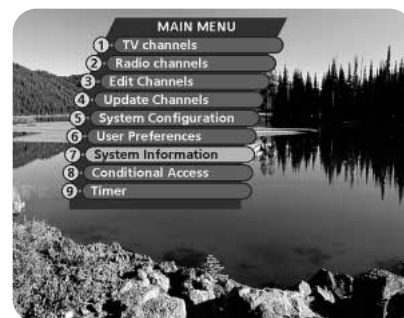 MAIN MENU
1 TV channels
2 Radio channels
3 Edit Channels
4 Update Channels
5 System Configuration
6 User Preferences
7 System Information
8 Conditional Access
9 Timer